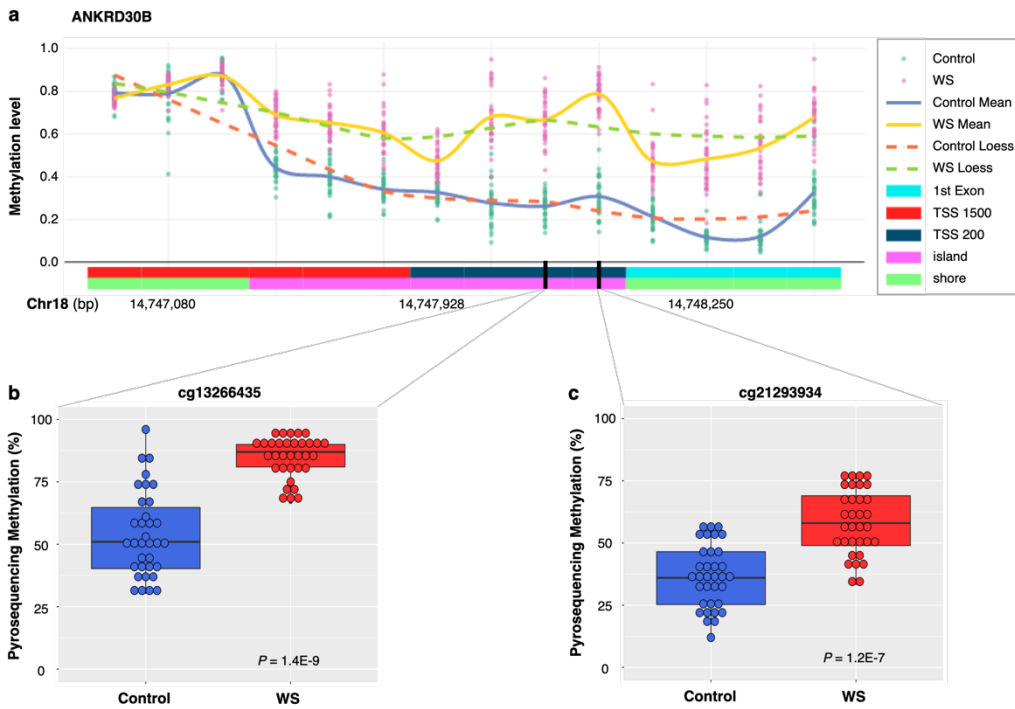 a ANKRD30B
Methylation level
1.0
0.8
0.6
0.4
0.2
0.0
Control
WS
Control Mean
WS Mean
Control Loess
WS Loess
1st Exon
TSS 1500
TSS 200
island
shore
Chr18 (bp) 14,747,080 14,747,928 14,748,250
b cg13266435
Pyrosequencing Methylation (%)
100
75
50
25
0
P = 1.4E-9
Control WS
c cg21293934
Pyrosequencing Methylation (%)
100
75
50
25
0
P = 1.2E-7
Control WS